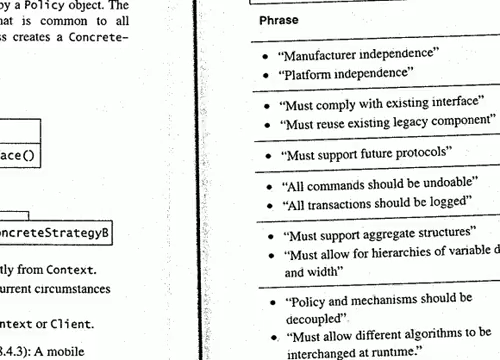 by a Policy object. The
hat is common to all
ss creates a Concrete-
face()
oncreteStrategyB
tly from Context.
urrent circumstances
ntext or Client.
8.4.3): A mobile
Phrase
• “Manufacturer independence”
• “Platform independence”
• “Must comply with existing interface”
• “Must reuse existing legacy component”
• “Must support future protocols”
• “All commands should be undoable”
• “All transactions should be logged”
• “Must support aggregate structures”
• “Must allow for hierarchies of variable d
and width”
• “Policy and mechanisms should be
decoupled”
• “Must allow different algorithms to be
interchanged at runtime.”